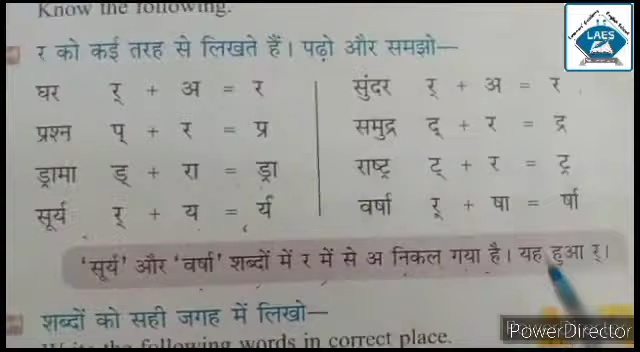 Know the following.
र को कई तरह से लिखते हैं। पढ़ो और समझो—
घर र् + अ = र सुंदर र् + अ = र
प्रश्न प् + र = प्र समुद्र द् + र = द्र
ड्रामा ड् + रा = ड्रा राष्ट्र ट् + र = ट्र
सूर्य र् + य = र्य वर्षा र् + षा = र्षा
'सूर्य' और 'वर्षा' शब्दों में र में से अ निकल गया है। यह हुआ र्।
शब्दों को सही जगह में लिखो—
Write the following words in correct place.
LAES
PowerDirector